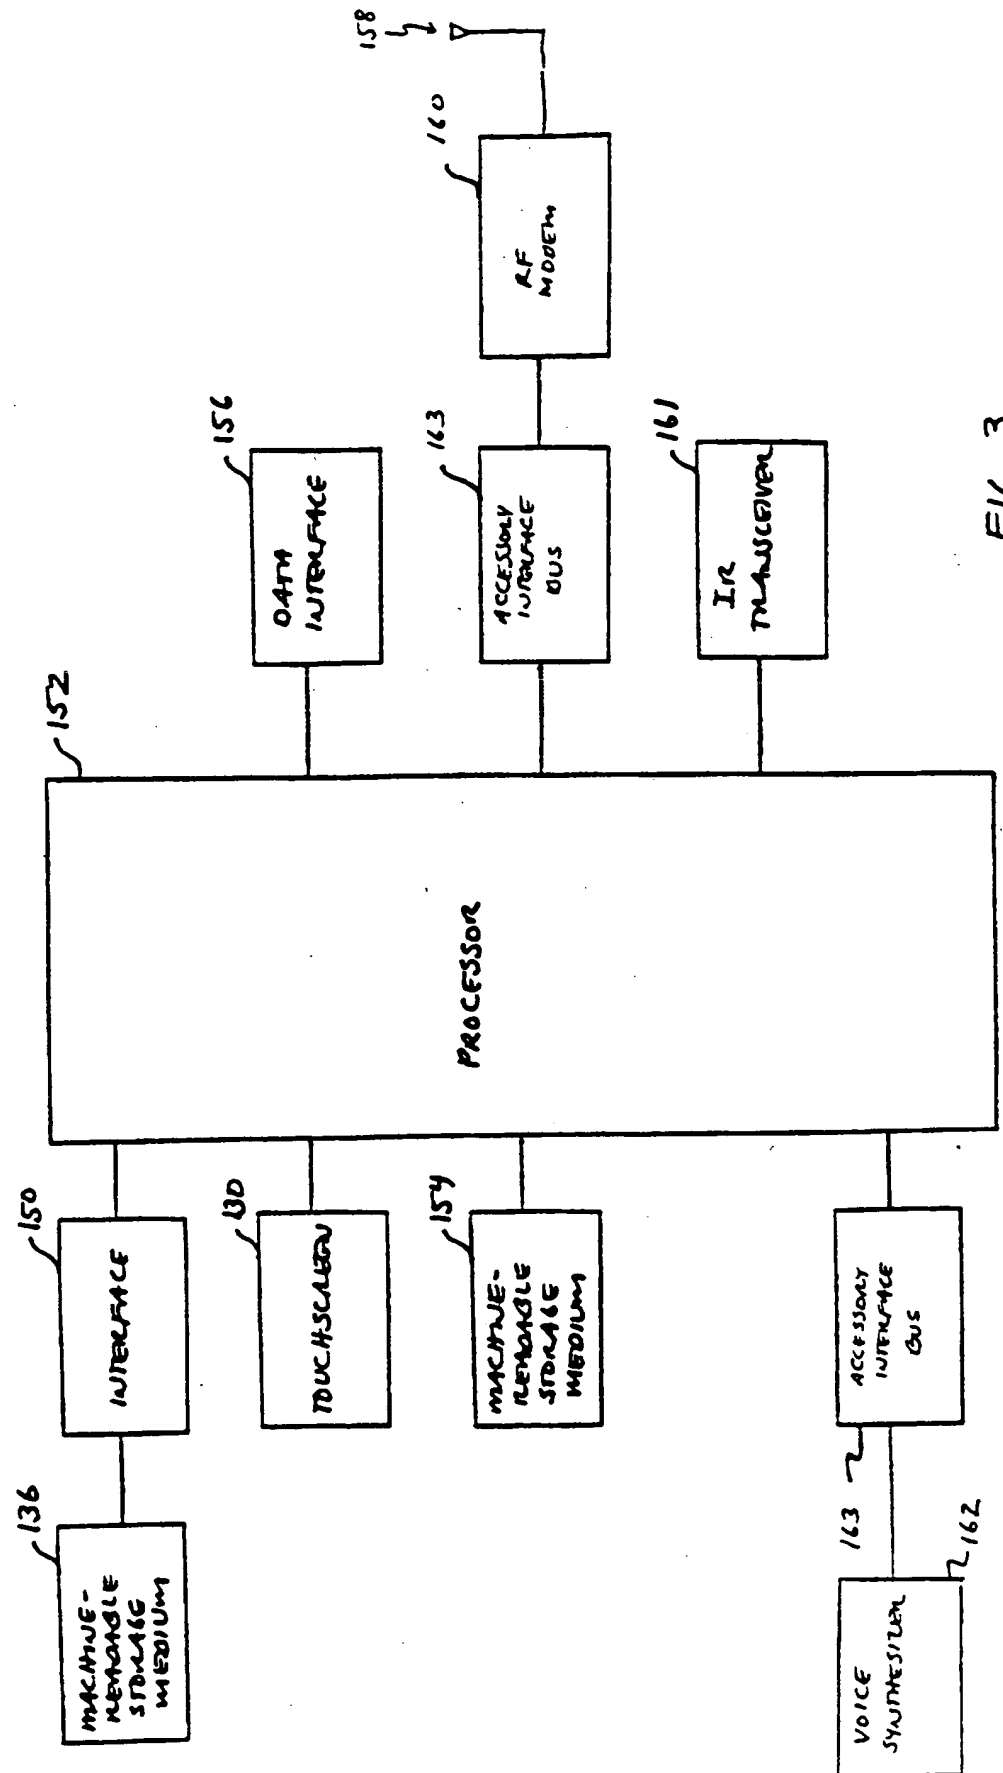 136
MACHINE-
READABLE
STORAGE
MEDIUM
150
INTERFACE
130
TOUCHSCREEN
154
MACHINE-
READABLE
STORAGE
MEDIUM
162
VOICE
SYNTHESIZER
163
ACCESSORY
INTERFACE
BUS
152
PROCESSOR
156
DATA
INTERFACE
163
ACCESSORY
INTERFACE
BUS
161
IR
TRANSCEIVER
160
RF
MODEM
158
3